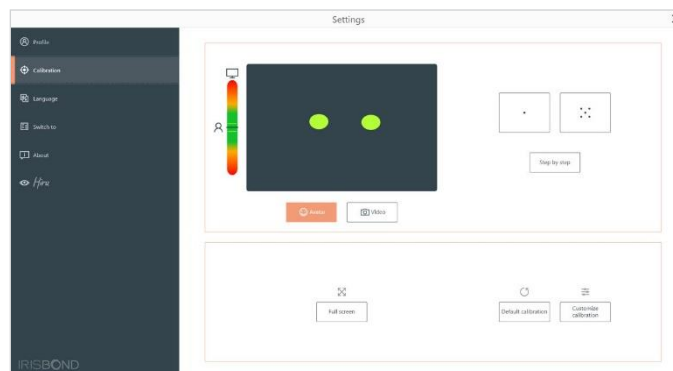 Settings
Profile
Calibration
Language
Switch to
About
Hiru
IRISBOND
Avatar
Video
Step by step
Full screen
Default calibration
Customize
calibration